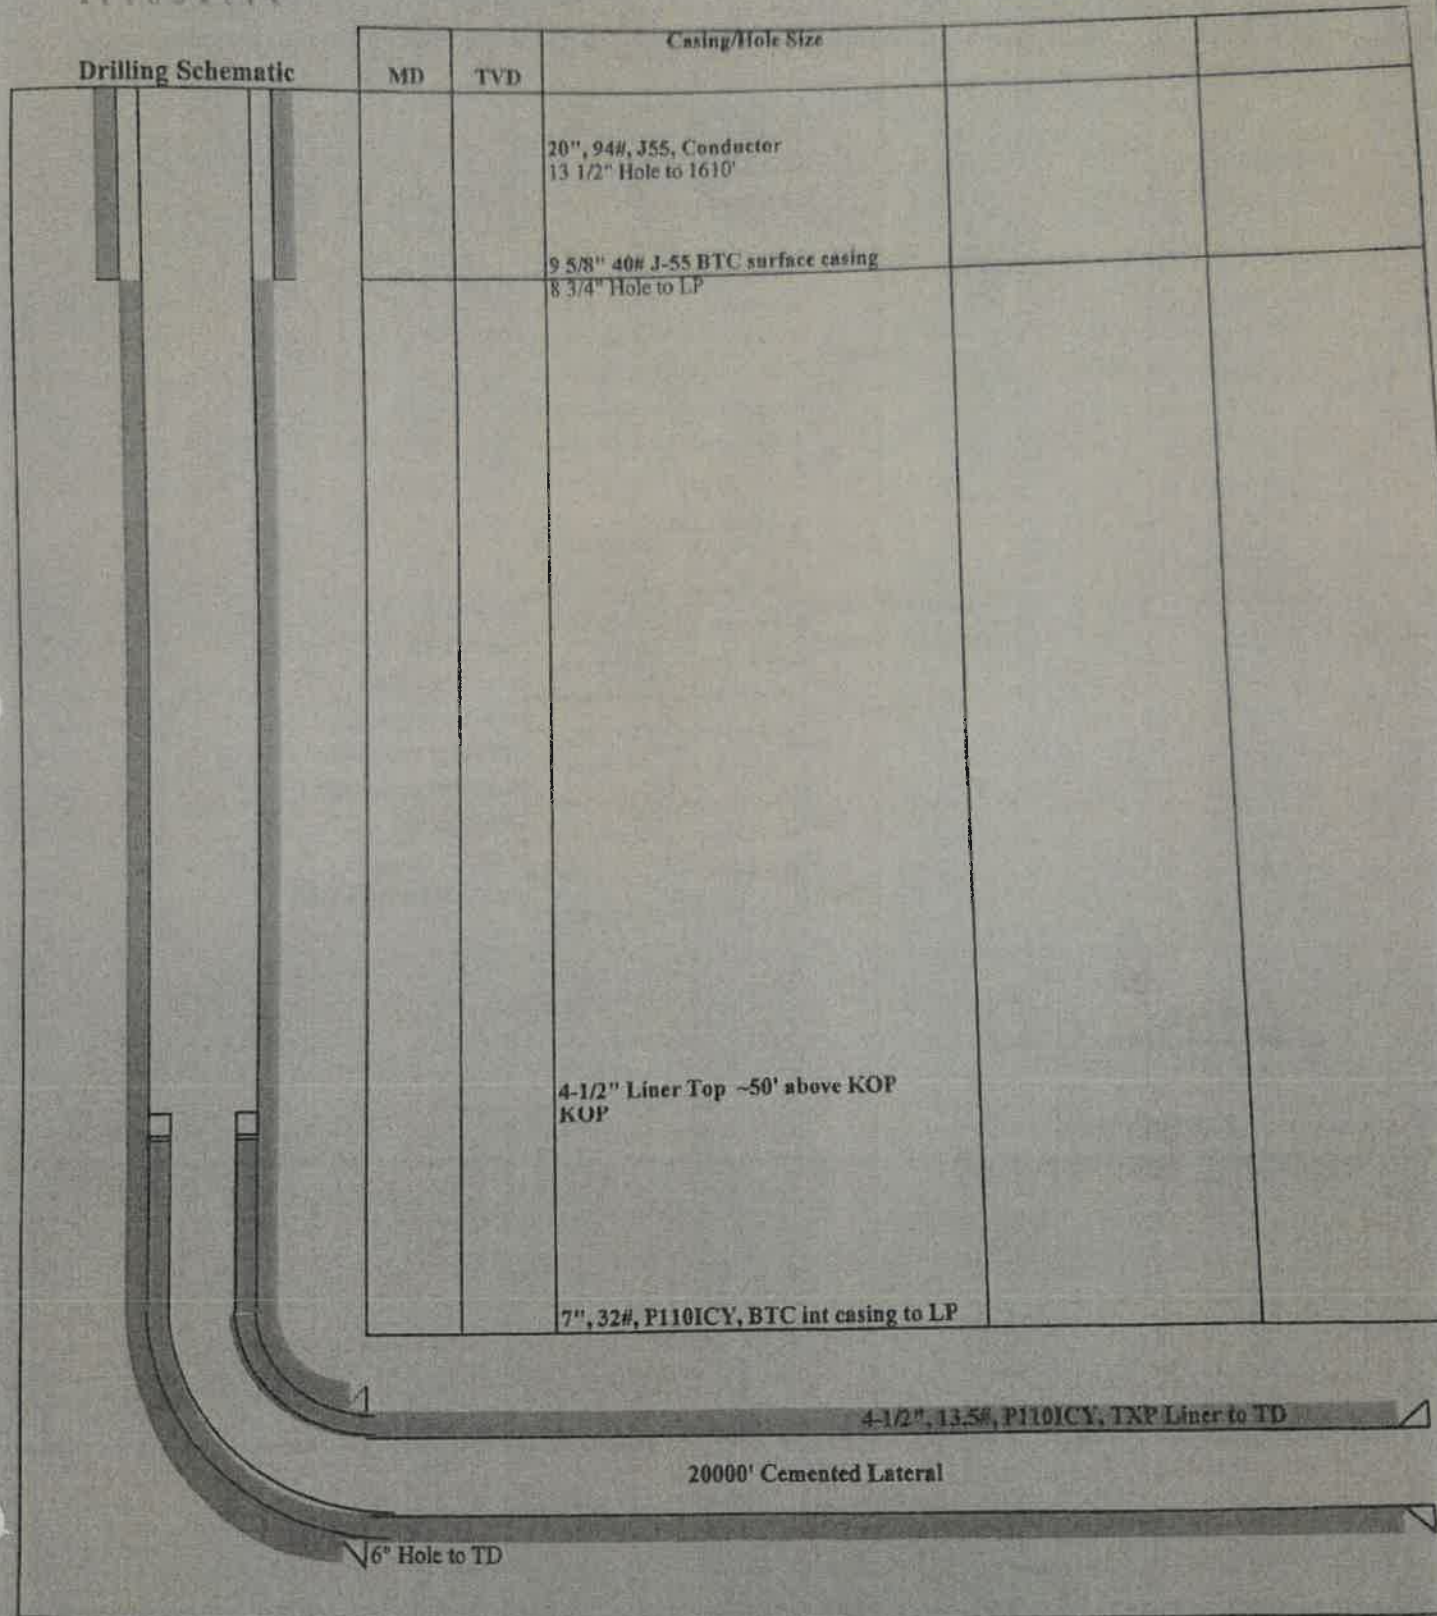 Drilling Schematic
MD
TVD
Casing/Hole Size
20", 94#, J55, Conductor
13 1/2" Hole to 1610'
9 5/8" 40# J-55 BTC surface casing
8 3/4" Hole to LP
4-1/2" Liner Top ~50' above KOP
KOP
7", 32#, P110ICY, BTC int casing to LP
4-1/2", 13.5#, P110ICY, TXP Liner to TD
20000' Cemented Lateral
6" Hole to TD